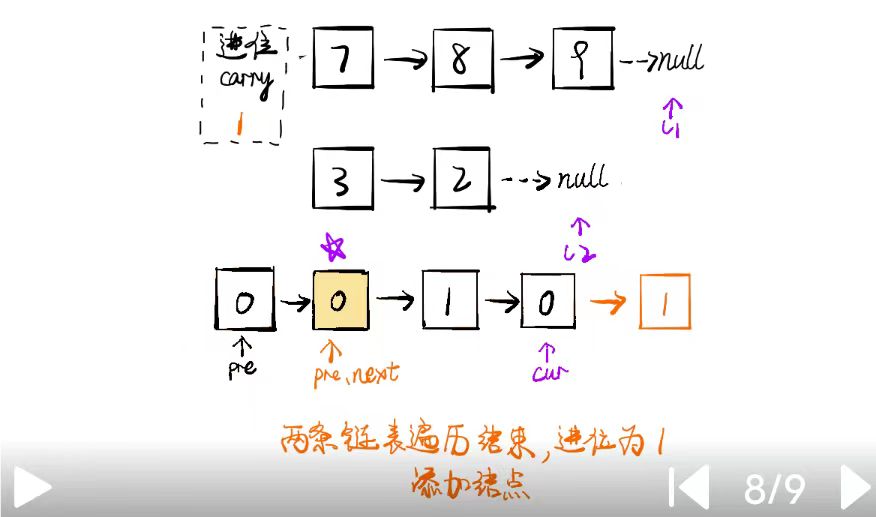 进位
carry
1
7 8 9 null
L1
3 2 null
L2
0 0 1 0 1
pre
pre.next
cur
两条链表遍历结束,进位为1
添加结点
8/9